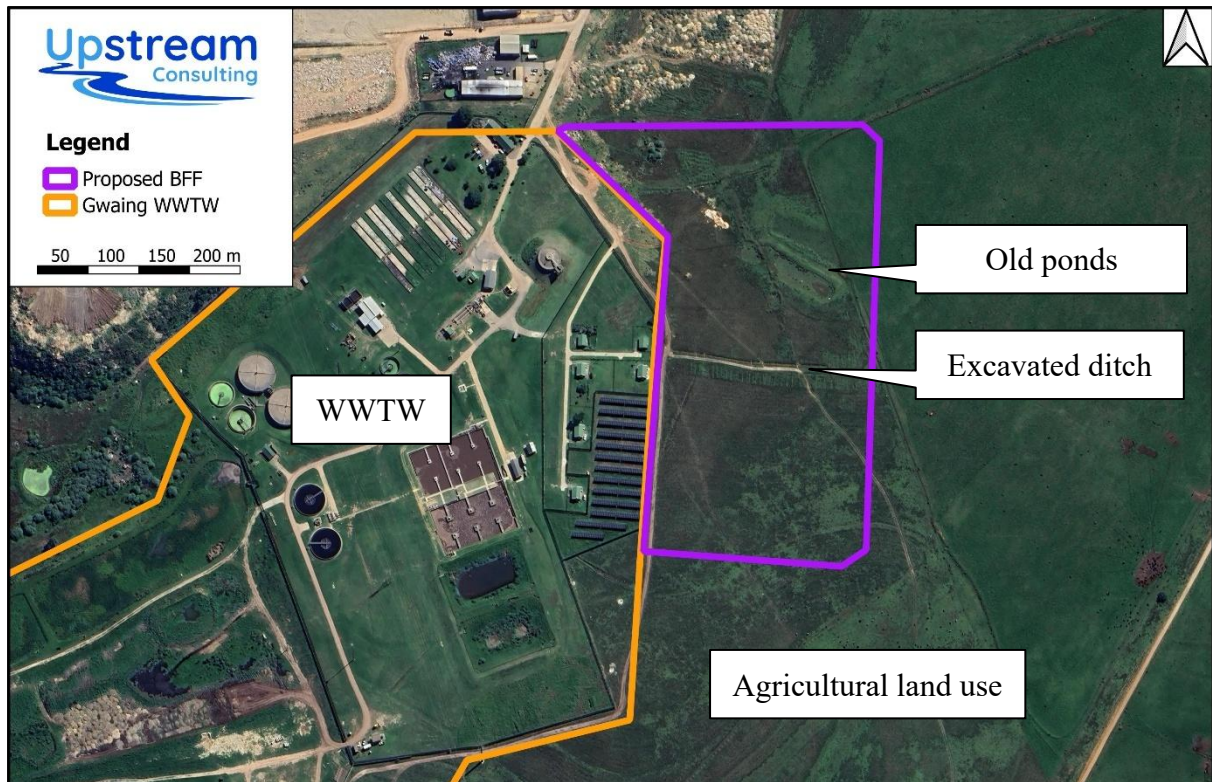 Upstream
Consulting
Legend
Proposed BFF
Gwaing WWTW
50 100 150 200 m
Old ponds
Excavated ditch
WWTW
Agricultural land use